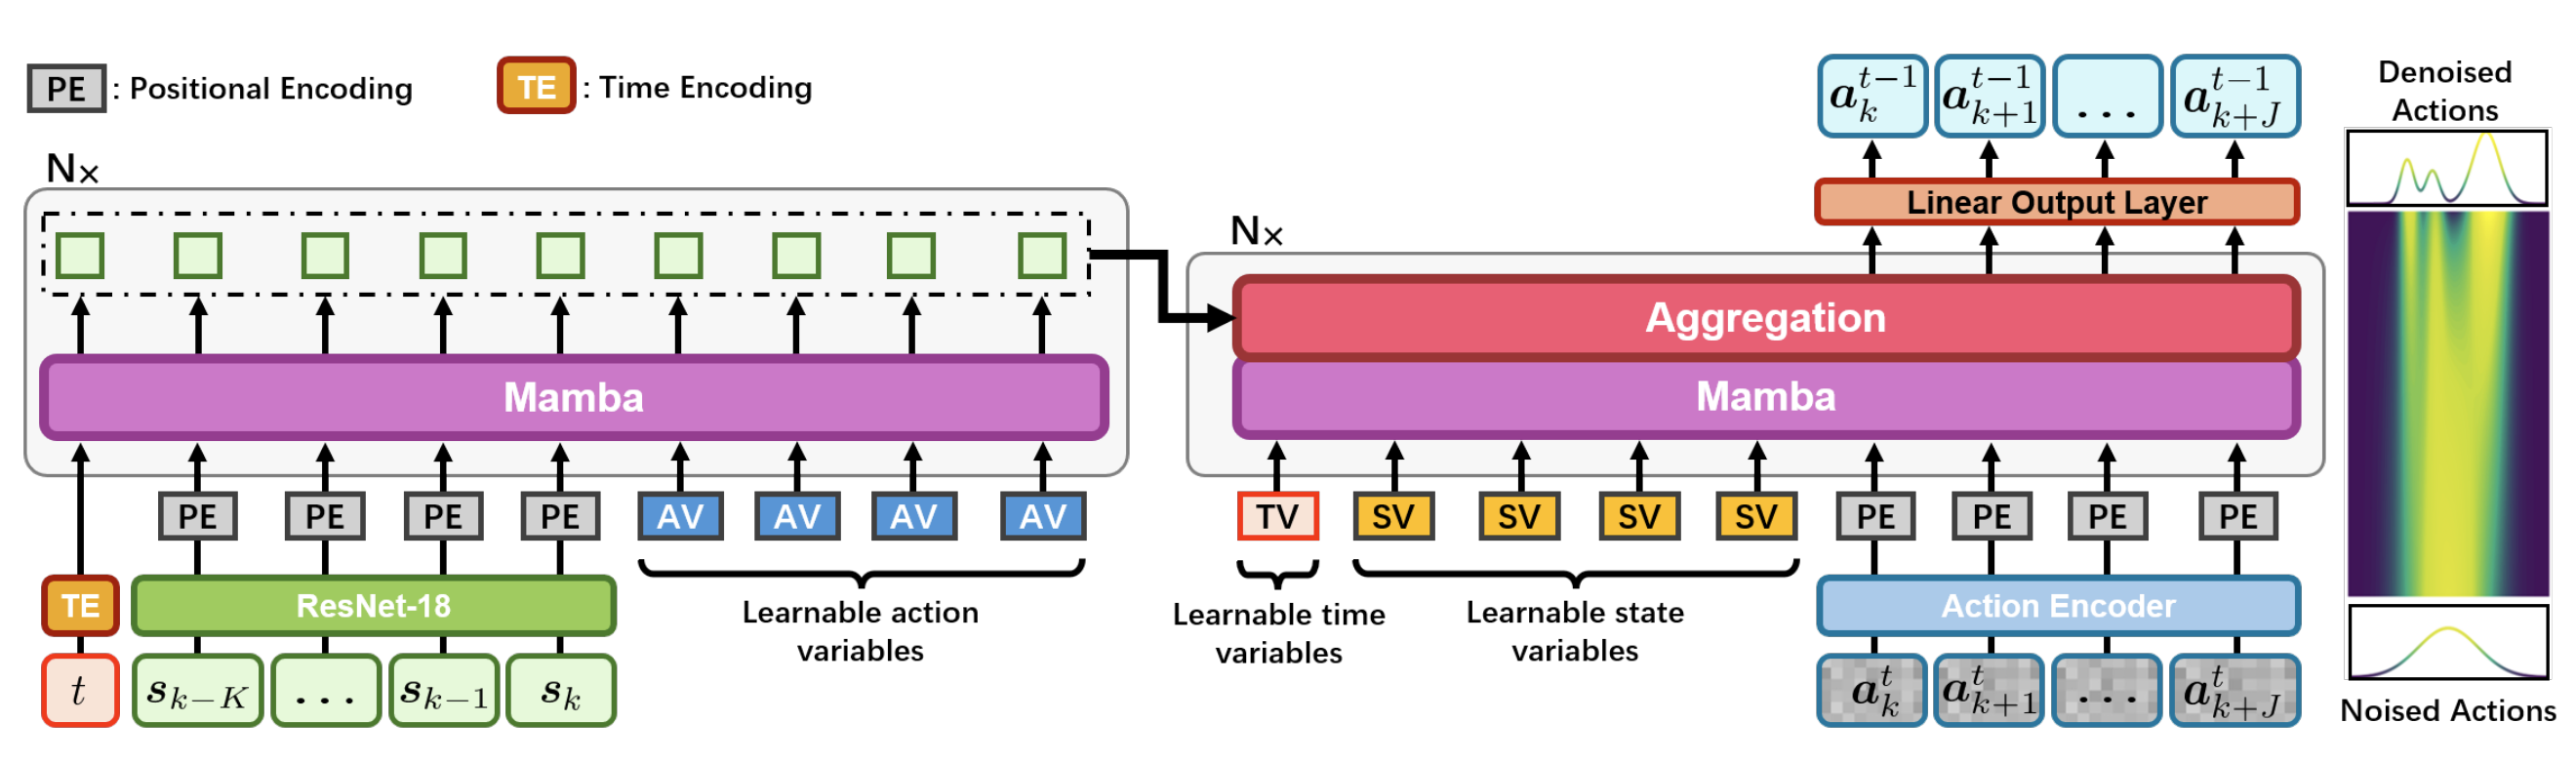 PE : Positional Encoding
TE : Time Encoding
N×
Mamba
PE PE PE PE AV AV AV AV
TE ResNet-18
t s_{k-K} ... s_{k-1} s_k
Learnable action
variables
N×
a_k^{t-1} a_{k+1}^{t-1} ... a_{k+J}^{t-1}
Linear Output Layer
Aggregation
Mamba
TV SV SV SV SV PE PE PE PE
Learnable time
variables
Learnable state
variables
Action Encoder
a_k^t a_{k+1}^t ... a_{k+J}^t
Denoised
Actions
Noised Actions